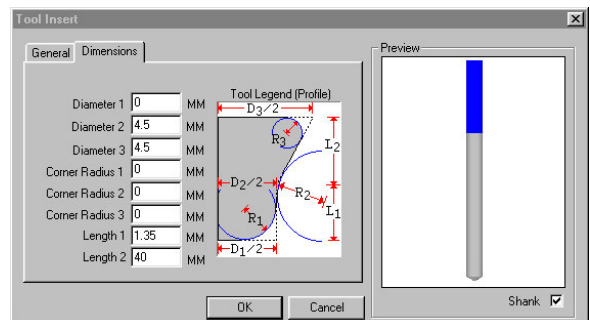 Tool Insert
General Dimensions
Diameter 1 0 MM
Diameter 2 4.5 MM
Diameter 3 4.5 MM
Corner Radius 1 0 MM
Corner Radius 2 0 MM
Corner Radius 3 0 MM
Length 1 1.35 MM
Length 2 40 MM
Tool Legend (Profile)
D3/2
R3
L2
D2/2
R2
R1
L1
D1/2
Preview
Shank
OK Cancel